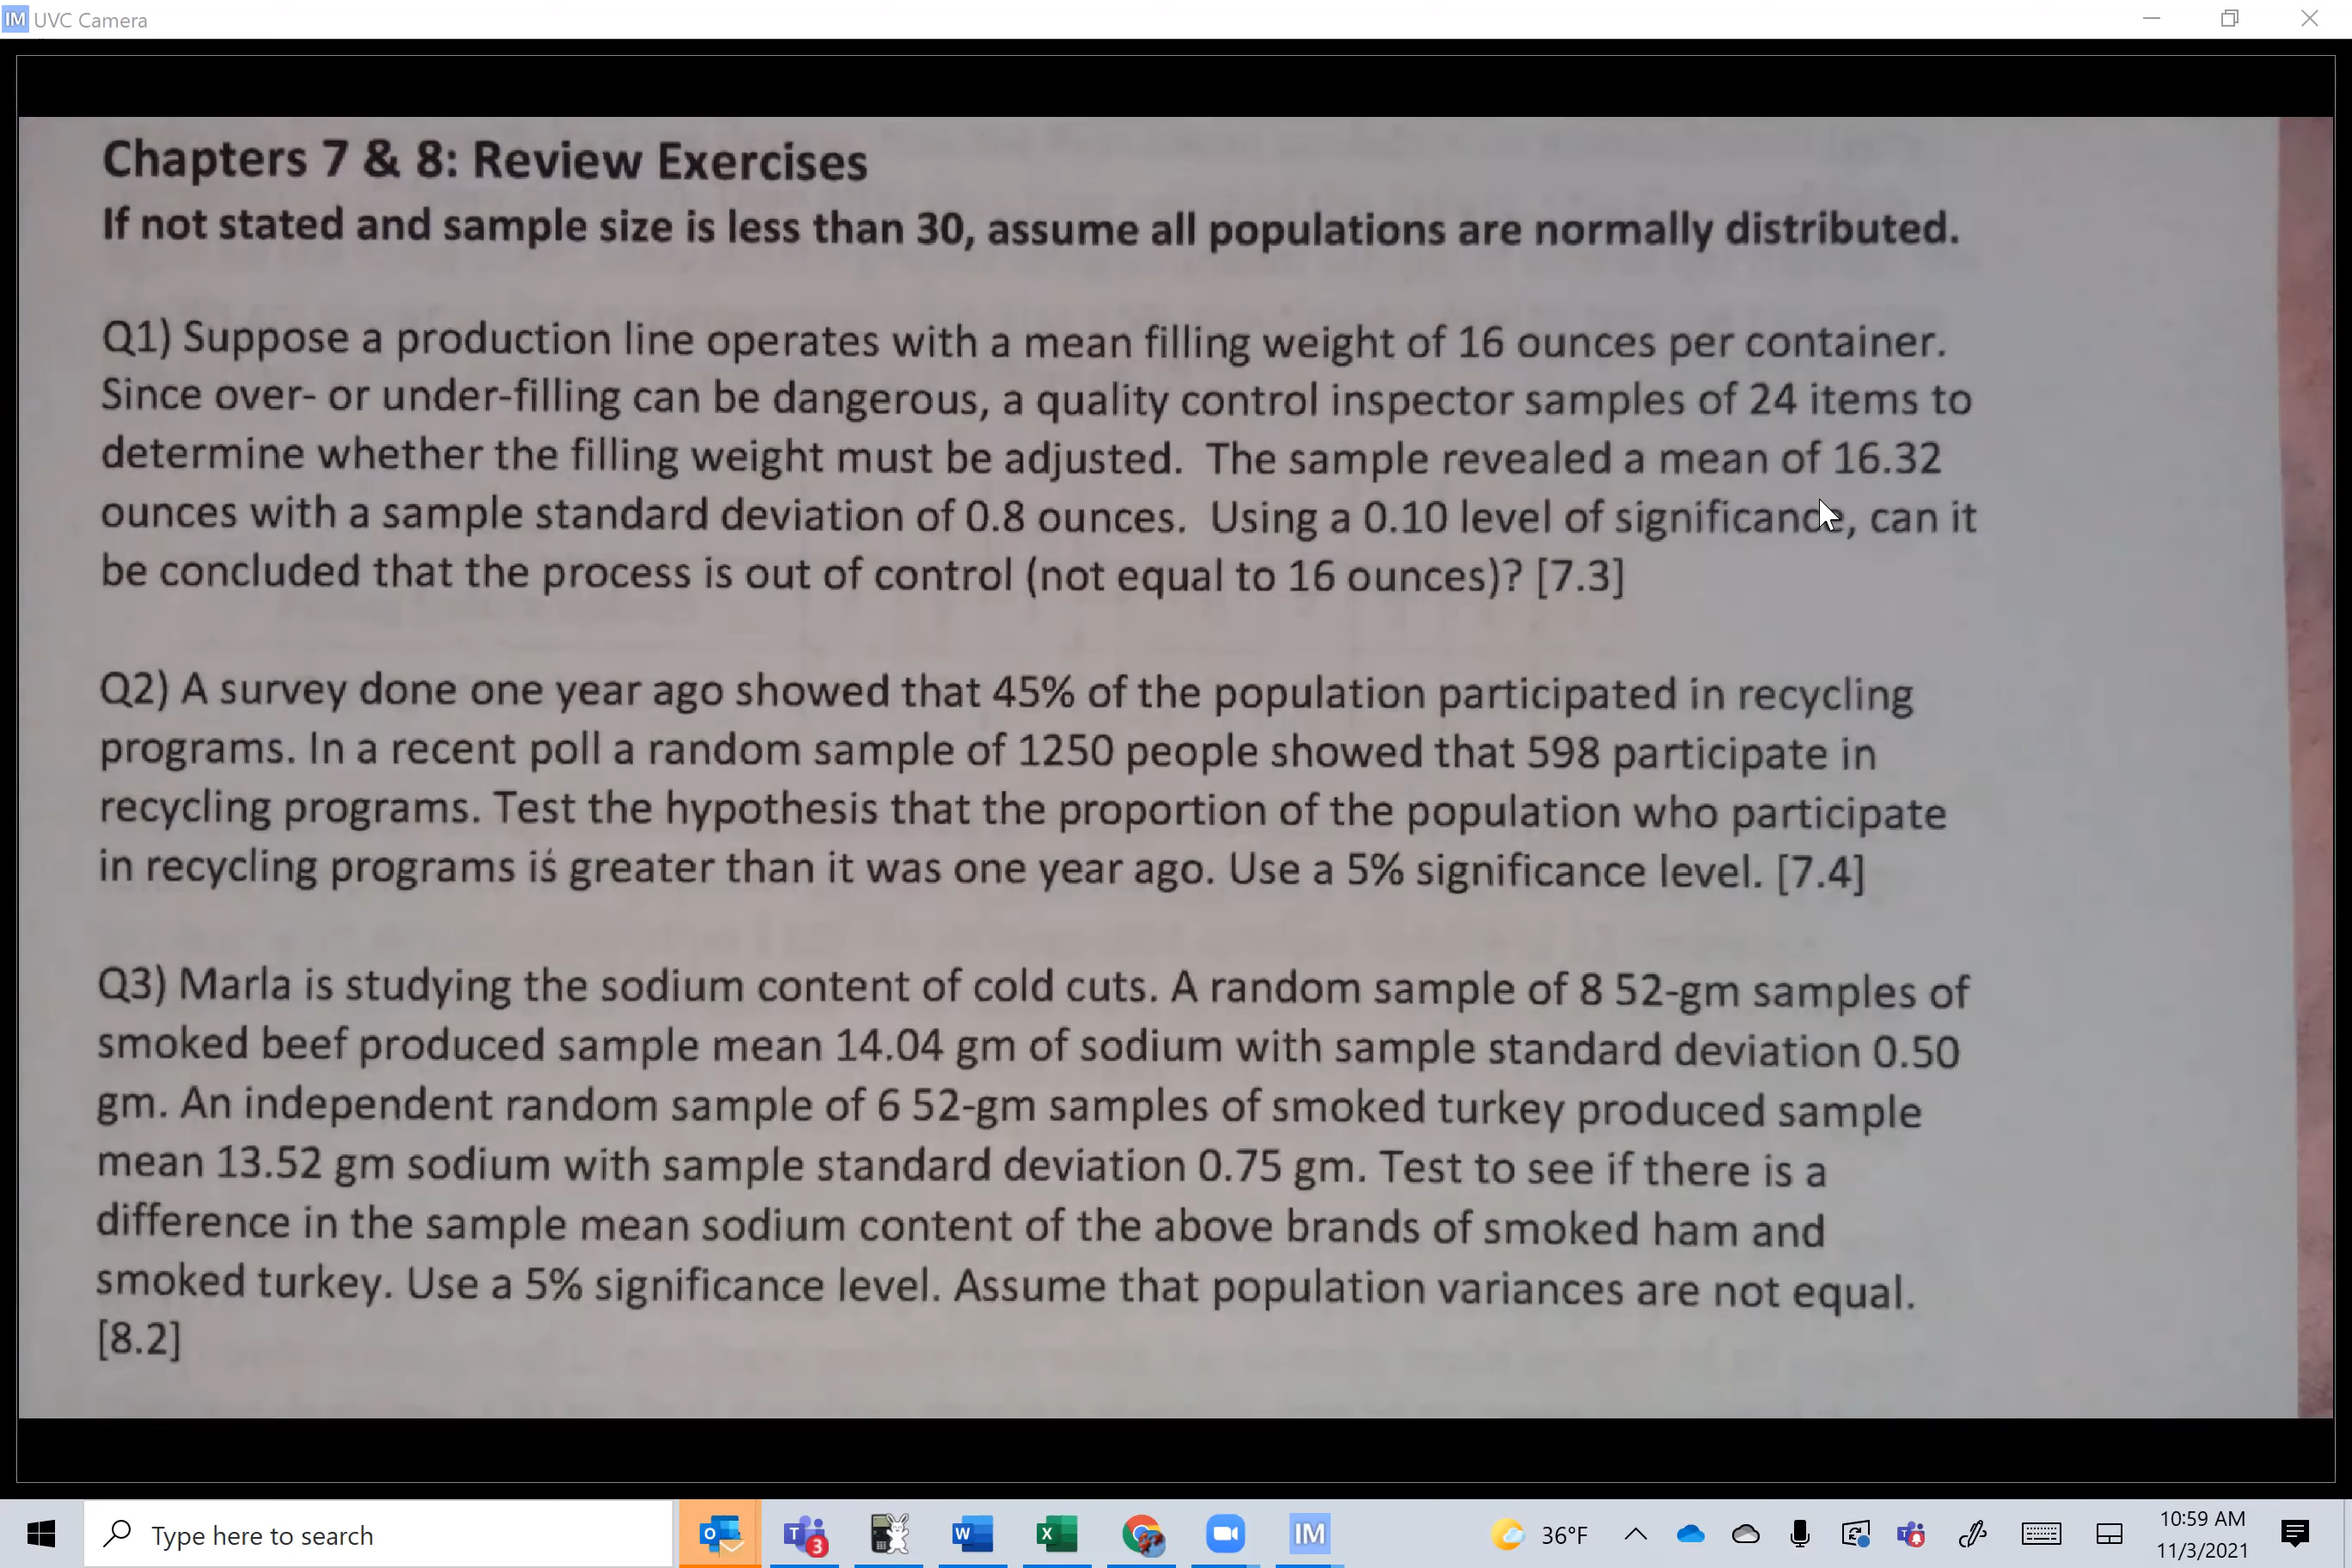 IM UVC Camera
Chapters 7 & 8: Review Exercises
If not stated and sample size is less than 30, assume all populations are normally distributed.
Q1) Suppose a production line operates with a mean filling weight of 16 ounces per container.
Since over- or under-filling can be dangerous, a quality control inspector samples of 24 items to
determine whether the filling weight must be adjusted.  The sample revealed a mean of 16.32
ounces with a sample standard deviation of 0.8 ounces.  Using a 0.10 level of significance, can it
be concluded that the process is out of control (not equal to 16 ounces)? [7.3]
Q2) A survey done one year ago showed that 45% of the population participated in recycling
programs. In a recent poll a random sample of 1250 people showed that 598 participate in
recycling programs. Test the hypothesis that the proportion of the population who participate
in recycling programs is greater than it was one year ago. Use a 5% significance level. [7.4]
Q3) Marla is studying the sodium content of cold cuts. A random sample of 8 52-gm samples of
smoked beef produced sample mean 14.04 gm of sodium with sample standard deviation 0.50
gm. An independent random sample of 6 52-gm samples of smoked turkey produced sample
mean 13.52 gm sodium with sample standard deviation 0.75 gm. Test to see if there is a
difference in the sample mean sodium content of the above brands of smoked ham and
smoked turkey. Use a 5% significance level. Assume that population variances are not equal.
[8.2]
Type here to search
O
T 3
W
X
IM
36°F
10:59 AM
11/3/2021